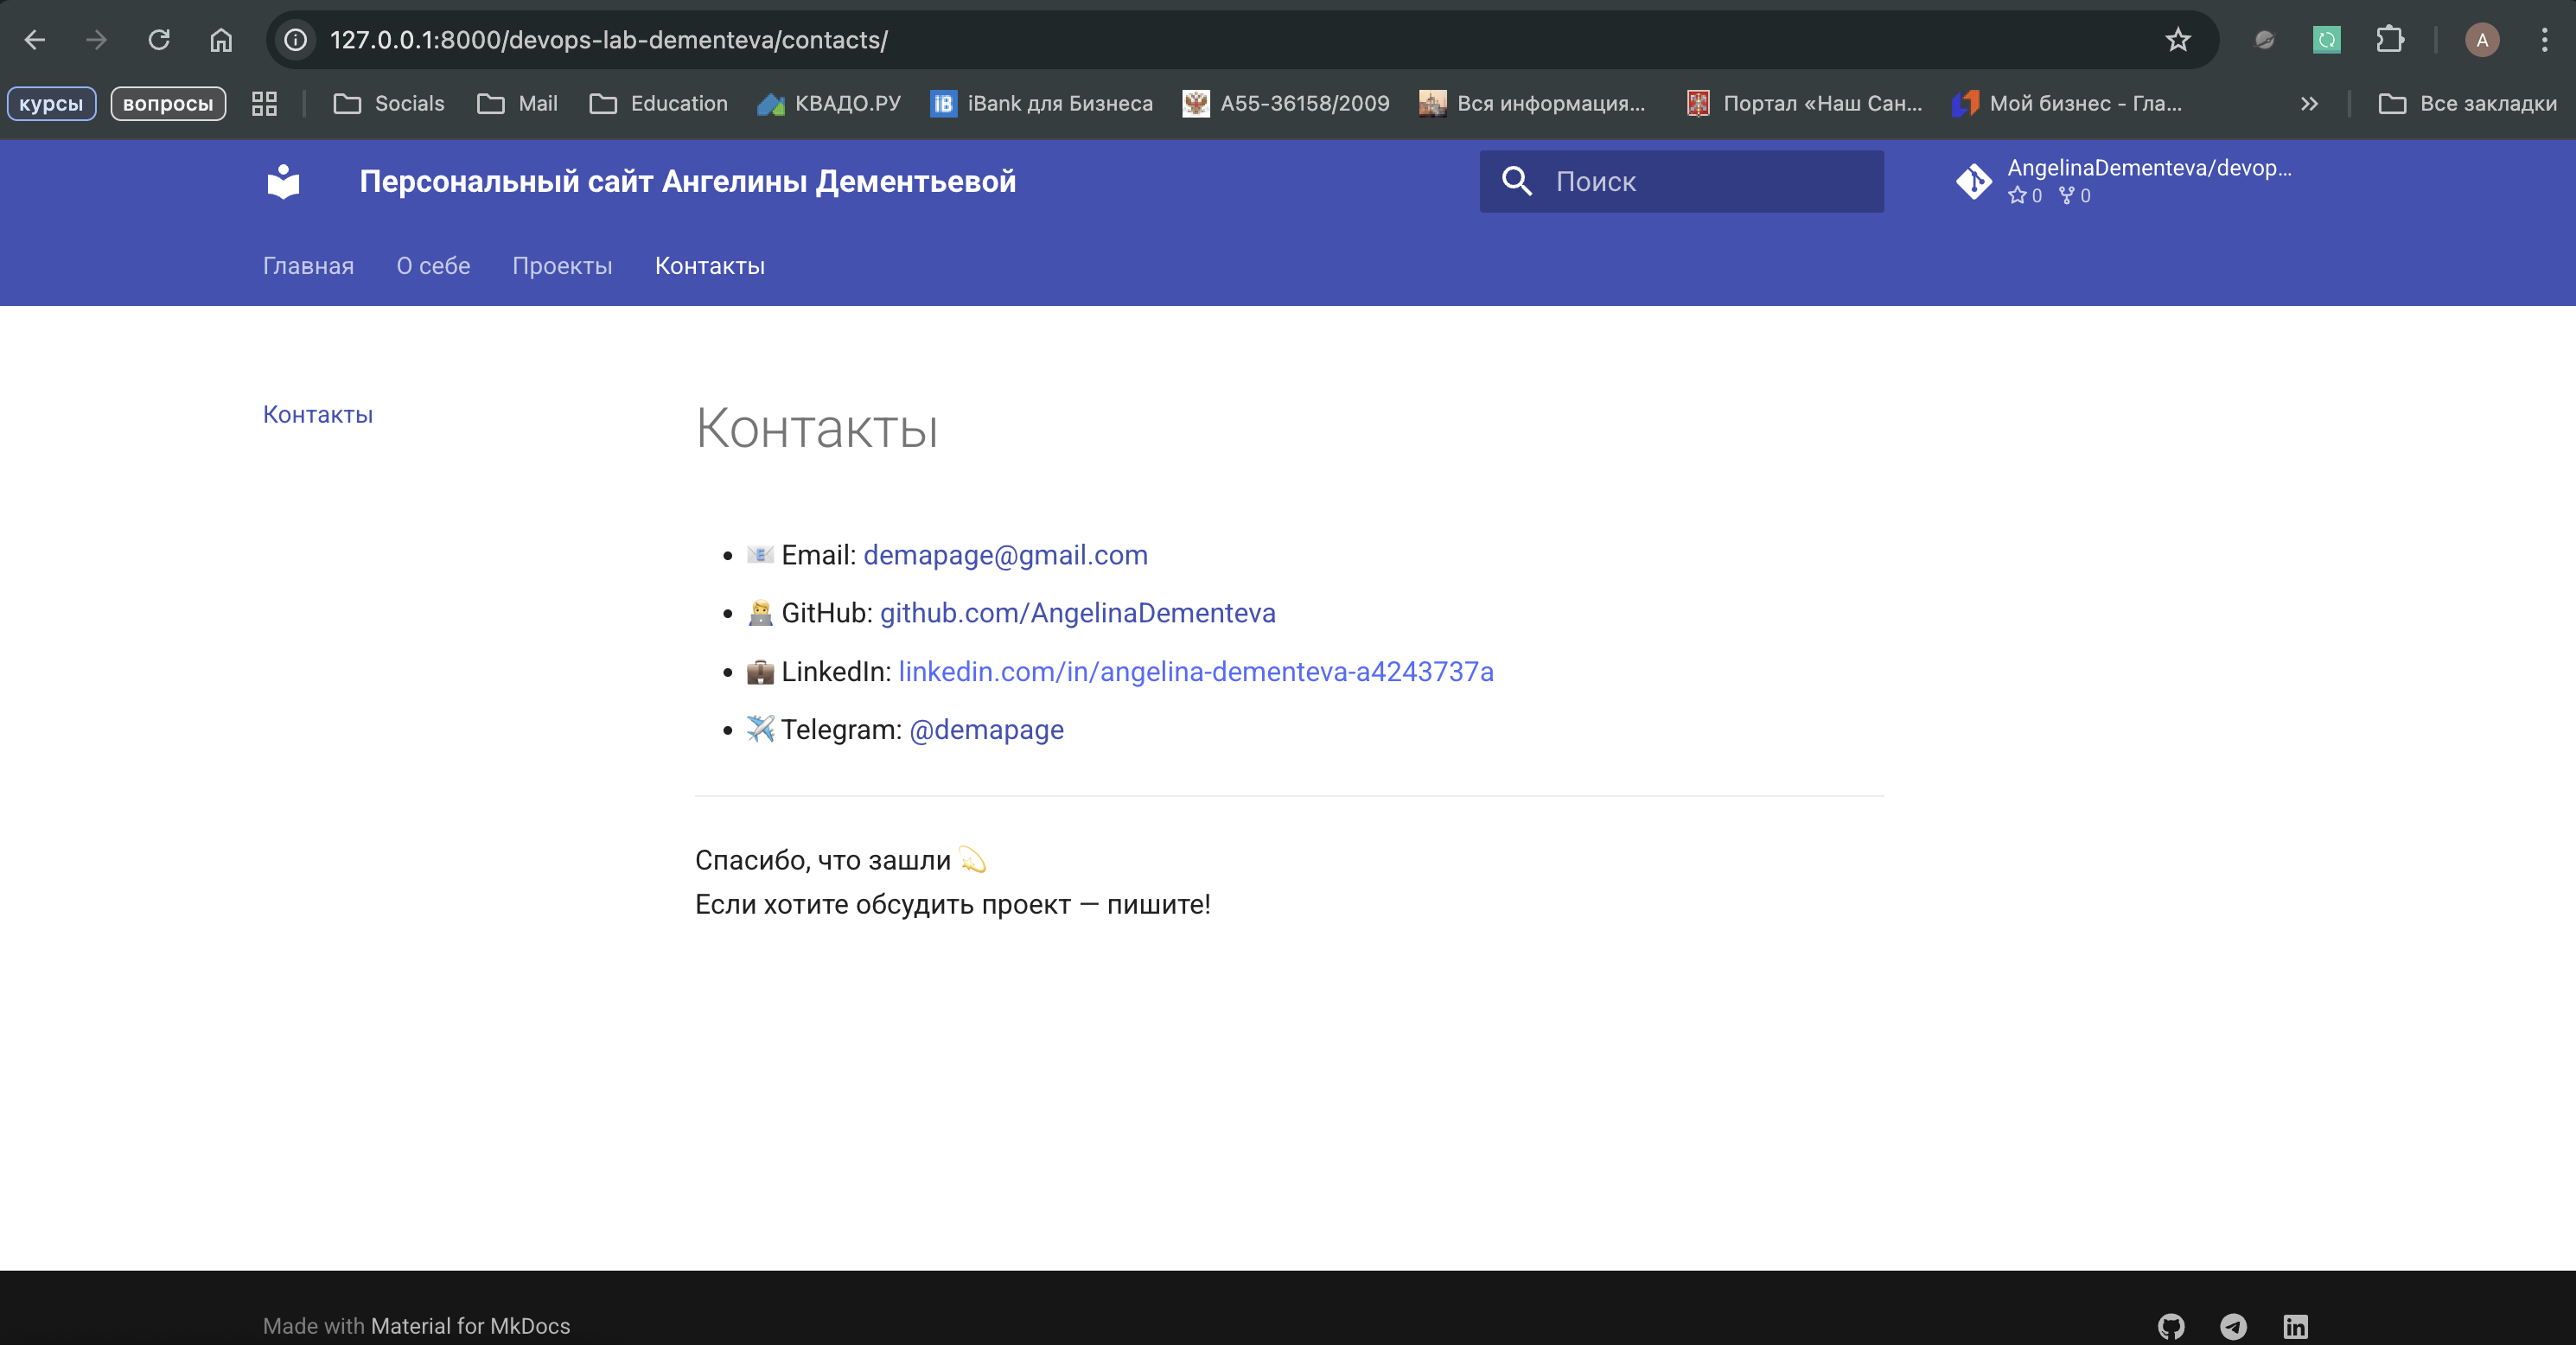 127.0.0.1:8000/devops-lab-dementeva/contacts/
A
курсы вопросы Socials Mail Education КВАДО.РУ iB iBank для Бизнеса А55-36158/2009 Вся информация... Портал «Наш Сан... Мой бизнес - Гла... Все закладки
Персональный сайт Ангелины Дементьевой
Поиск
AngelinaDementeva/devop...
0 0
Главная О себе Проекты Контакты
Контакты
Контакты
• 📧 Email: demapage@gmail.com
• 👩‍💻 GitHub: github.com/AngelinaDementeva
• 💼 LinkedIn: linkedin.com/in/angelina-dementeva-a4243737a
• ✈️ Telegram: @demapage
Спасибо, что зашли 💫
Если хотите обсудить проект — пишите!
Made with Material for MkDocs
in